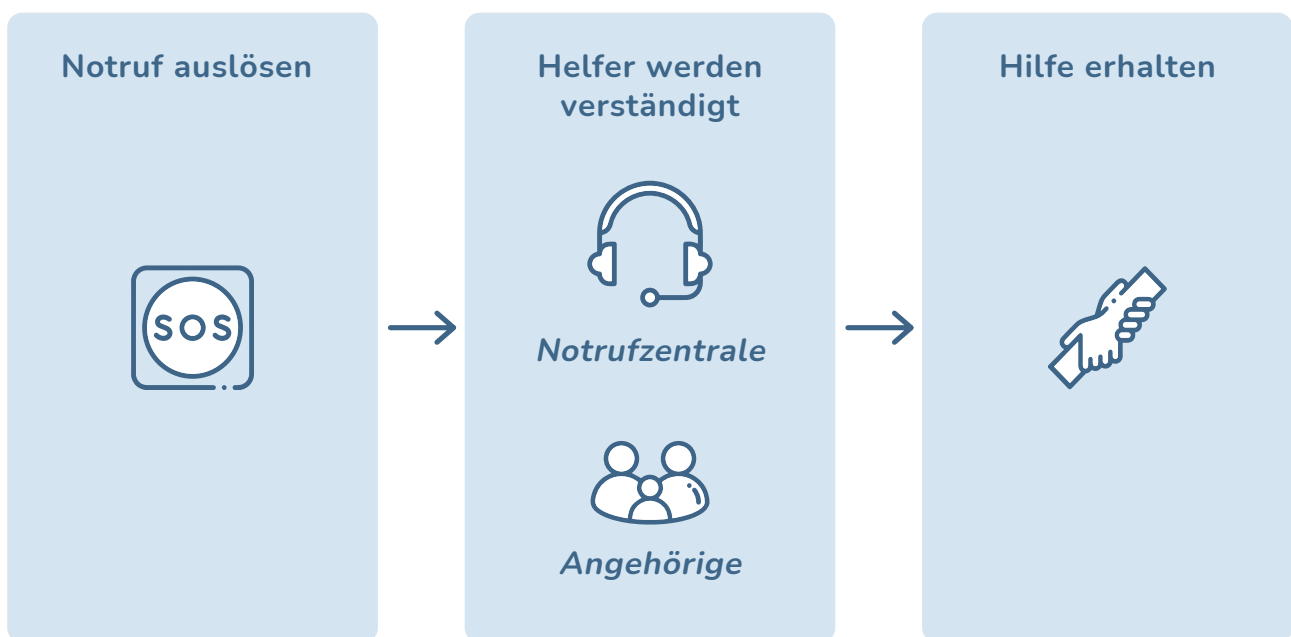 Notruf auslösen
SOS
Helfer werden
verständigt
Notrufzentrale
Angehörige
Hilfe erhalten